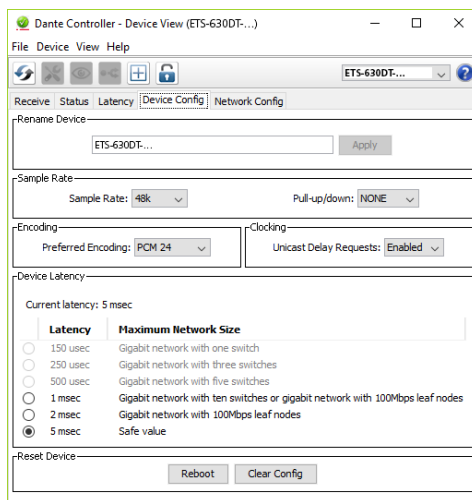 Dante Controller - Device View (ETS-630DT-...)
File Device View Help
ETS-630DT-...
?
Receive Status Latency Device Config Network Config
Rename Device
ETS-630DT-...
Apply
Sample Rate
Sample Rate: 48k Pull-up/down: NONE
Encoding Clocking
Preferred Encoding: PCM 24 Unicast Delay Requests: Enabled
Device Latency
Current latency: 5 msec
Latency Maximum Network Size
150 usec Gigabit network with one switch
250 usec Gigabit network with three switches
500 usec Gigabit network with five switches
1 msec Gigabit network with ten switches or gigabit network with 100Mbps leaf nodes
2 msec Gigabit network with 100Mbps leaf nodes
5 msec Safe value
Reset Device
Reboot Clear Config